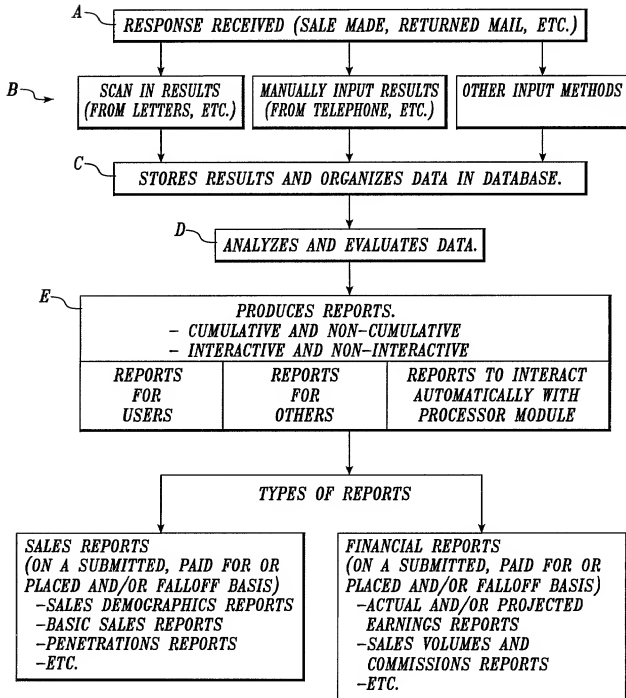 A
RESPONSE RECEIVED (SALE MADE, RETURNED MAIL, ETC.)
B
SCAN IN RESULTS
(FROM LETTERS, ETC.)
MANUALLY INPUT RESULTS
(FROM TELEPHONE, ETC.)
OTHER INPUT METHODS
C
STORES RESULTS AND ORGANIZES DATA IN DATABASE.
D
ANALYZES AND EVALUATES DATA.
E
PRODUCES REPORTS.
- CUMULATIVE AND NON-CUMULATIVE
- INTERACTIVE AND NON-INTERACTIVE
REPORTS
FOR
USERS
REPORTS
FOR
OTHERS
REPORTS TO INTERACT
AUTOMATICALLY WITH
PROCESSOR MODULE
TYPES OF REPORTS
SALES REPORTS
(ON A SUBMITTED, PAID FOR OR
PLACED AND/OR FALLOFF BASIS)
-SALES DEMOGRAPHICS REPORTS
-BASIC SALES REPORTS
-PENETRATIONS REPORTS
-ETC.
FINANCIAL REPORTS
(ON A SUBMITTED, PAID FOR OR
PLACED AND/OR FALLOFF BASIS)
-ACTUAL AND/OR PROJECTED
EARNINGS REPORTS
-SALES VOLUMES AND
COMMISSIONS REPORTS
-ETC.